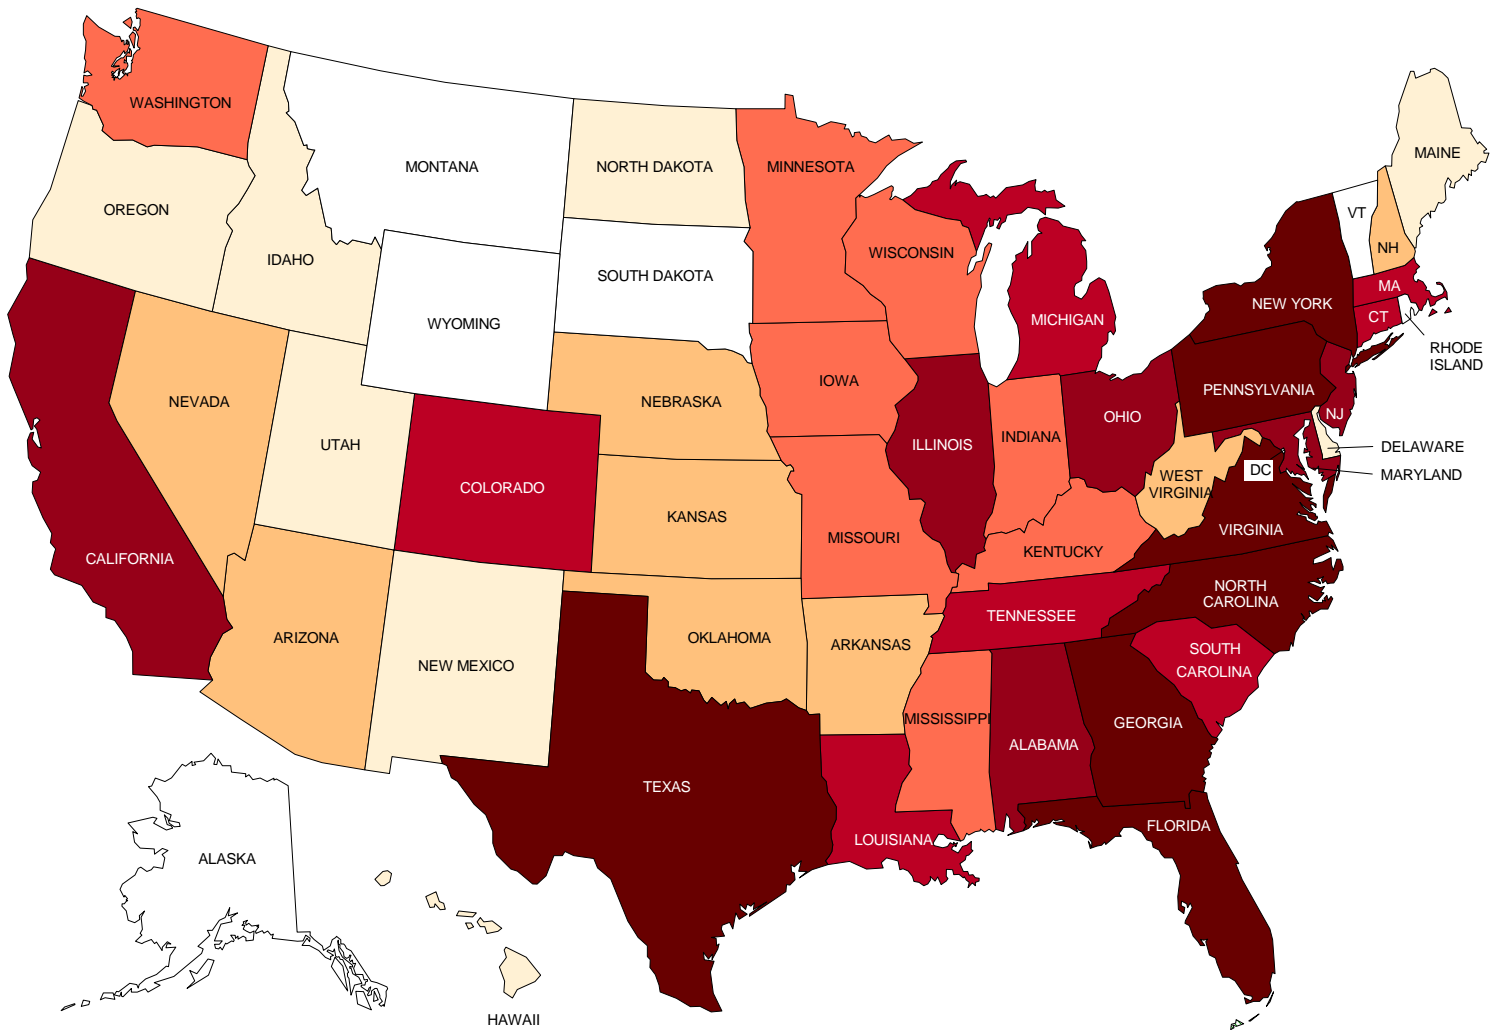 WASHINGTON
MONTANA
NORTH DAKOTA
MINNESOTA
MAINE
OREGON
IDAHO
WISCONSIN
VT
NH
SOUTH DAKOTA
MA
NEW YORK
CT
WYOMING
MICHIGAN
RHODE
ISLAND
IOWA
PENNSYLVANIA
NEVADA
NEBRASKA
NJ
OHIO
UTAH
ILLINOIS
INDIANA
DELAWARE
DC
MARYLAND
COLORADO
WEST
VIRGINIA
KANSAS
VIRGINIA
MISSOURI
KENTUCKY
CALIFORNIA
NORTH
CAROLINA
TENNESSEE
ARIZONA
OKLAHOMA
ARKANSAS
SOUTH
CAROLINA
NEW MEXICO
MISSISSIPPI
GEORGIA
ALABAMA
TEXAS
FLORIDA
LOUISIANA
ALASKA
HAWAII